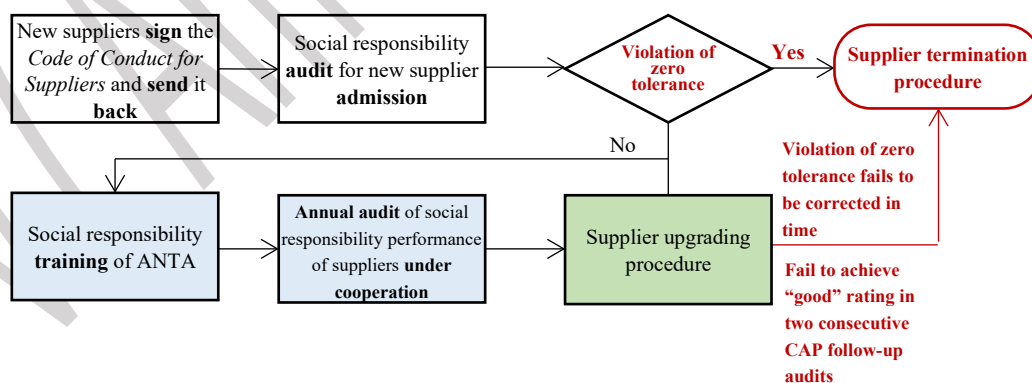 New suppliers sign the
Code of Conduct for
Suppliers and send it
back
Social responsibility
audit for new supplier
admission
Violation of
zero
tolerance
Yes
Supplier termination
procedure
No
Social responsibility
training of ANTA
Annual audit of social
responsibility performance
of suppliers under
cooperation
Supplier upgrading
procedure
Violation of zero
tolerance fails to
be corrected in
time
Fail to achieve
“good” rating in
two consecutive
CAP follow-up
audits